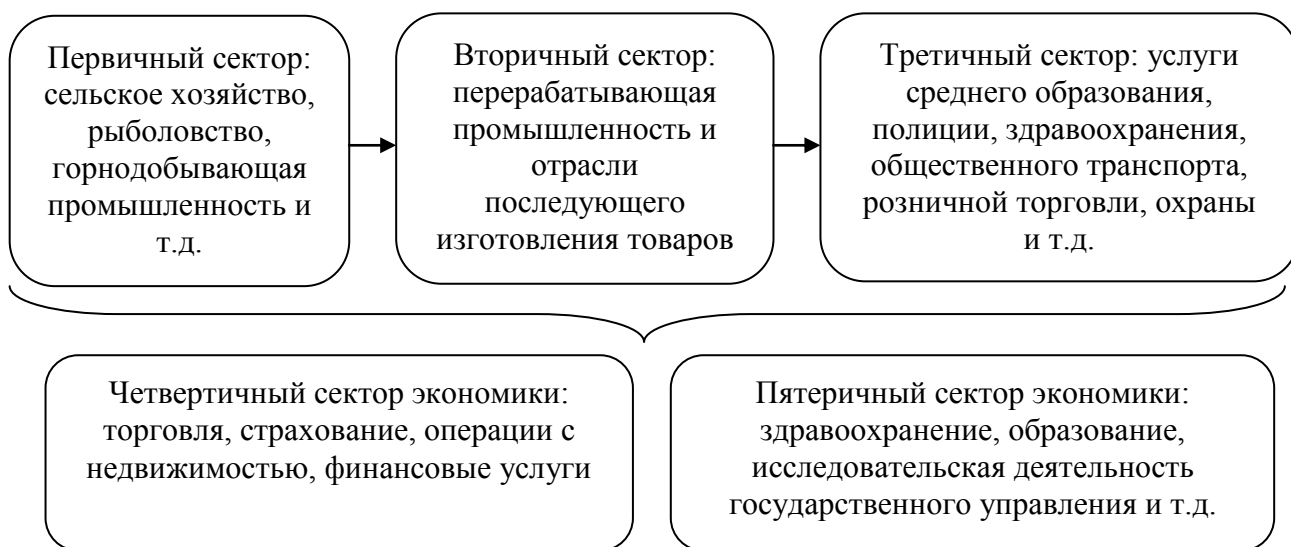 Первичный сектор:
сельское хозяйство,
рыболовство,
горнодобывающая
промышленность и
т.д.
Вторичный сектор:
перерабатывающая
промышленность и
отрасли
последующего
изготовления товаров
Третичный сектор: услуги
среднего образования,
полиции, здравоохранения,
общественного транспорта,
розничной торговли, охраны
и т.д.
Четвертичный сектор экономики:
торговля, страхование, операции с
недвижимостью, финансовые услуги
Пятеричный сектор экономики:
здравоохранение, образование,
исследовательская деятельность
государственного управления и т.д.